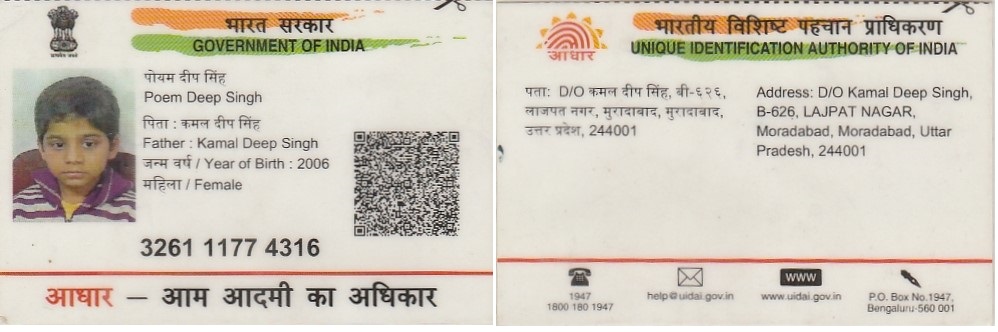 भारत सरकार
GOVERNMENT OF INDIA
पोयम दीप सिंह
Poem Deep Singh
पिता : कमल दीप सिंह
Father : Kamal Deep Singh
जन्म वर्ष / Year of Birth : 2006
महिला / Female
3261 1177 4316
आधार – आम आदमी का अधिकार
आधार
भारतीय विशिष्ट पहचान प्राधिकरण
UNIQUE IDENTIFICATION AUTHORITY OF INDIA
पता: D/O कमल दीप सिंह, बी-६२६,
लाजपत नगर, मुरादाबाद, मुरादाबाद,
उत्तर प्रदेश, 244001
Address: D/O Kamal Deep Singh,
B-626, LAJPAT NAGAR,
Moradabad, Moradabad, Uttar
Pradesh, 244001
1947
1800 180 1947
help@uidai.gov.in
WWW
www.uidai.gov.in
P.O. Box No.1947,
Bengaluru-560 001